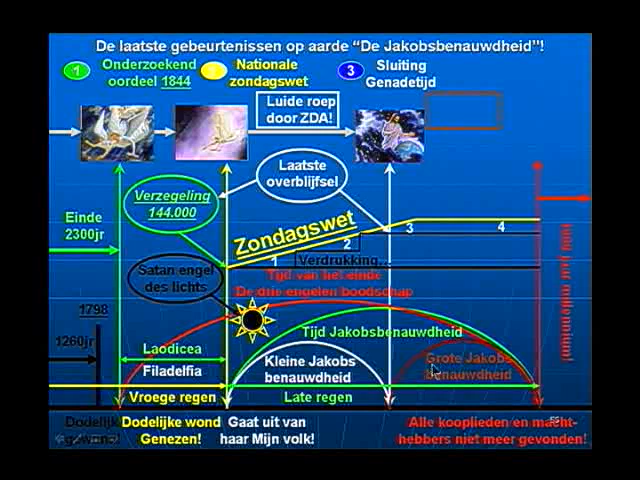 De laatste gebeurtenissen op aarde “De Jakobsbenauwdheid”!
1
Onderzoekend
oordeel 1844
Nationale
zondagswet
3
Sluiting
Genadetijd
Luide roep
door ZDA!
Laatste
overblijfsel
Verzegeling
144.000
Einde
2300jr
Zondagswet
1
2
3
4
Verdrukking...
Satan engel
des lichts
Tijd van het einde
De drie engelen boodschap
1798
1260jr
Tijd Jakobsbenauwdheid
Laodicea
Filadelfia
Kleine Jakobs
benauwdheid
Grote Jakobs
benauwdheid
Vroege regen
Late regen
Dodelijk
Dodelijke wond
Genezen!
Gaat uit van
haar Mijn volk!
Alle kooplieden en macht-
hebbers niet meer gevonden!